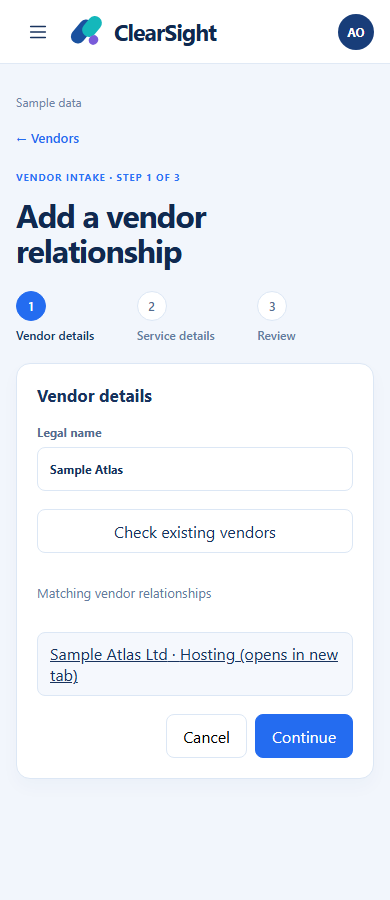 ClearSight
AO
Sample data
← Vendors
VENDOR INTAKE · STEP 1 OF 3
Add a vendor
relationship
1
2
3
Vendor details
Service details
Review
Vendor details
Legal name
Sample Atlas
Check existing vendors
Matching vendor relationships
Sample Atlas Ltd · Hosting (opens in new
tab)
Cancel
Continue